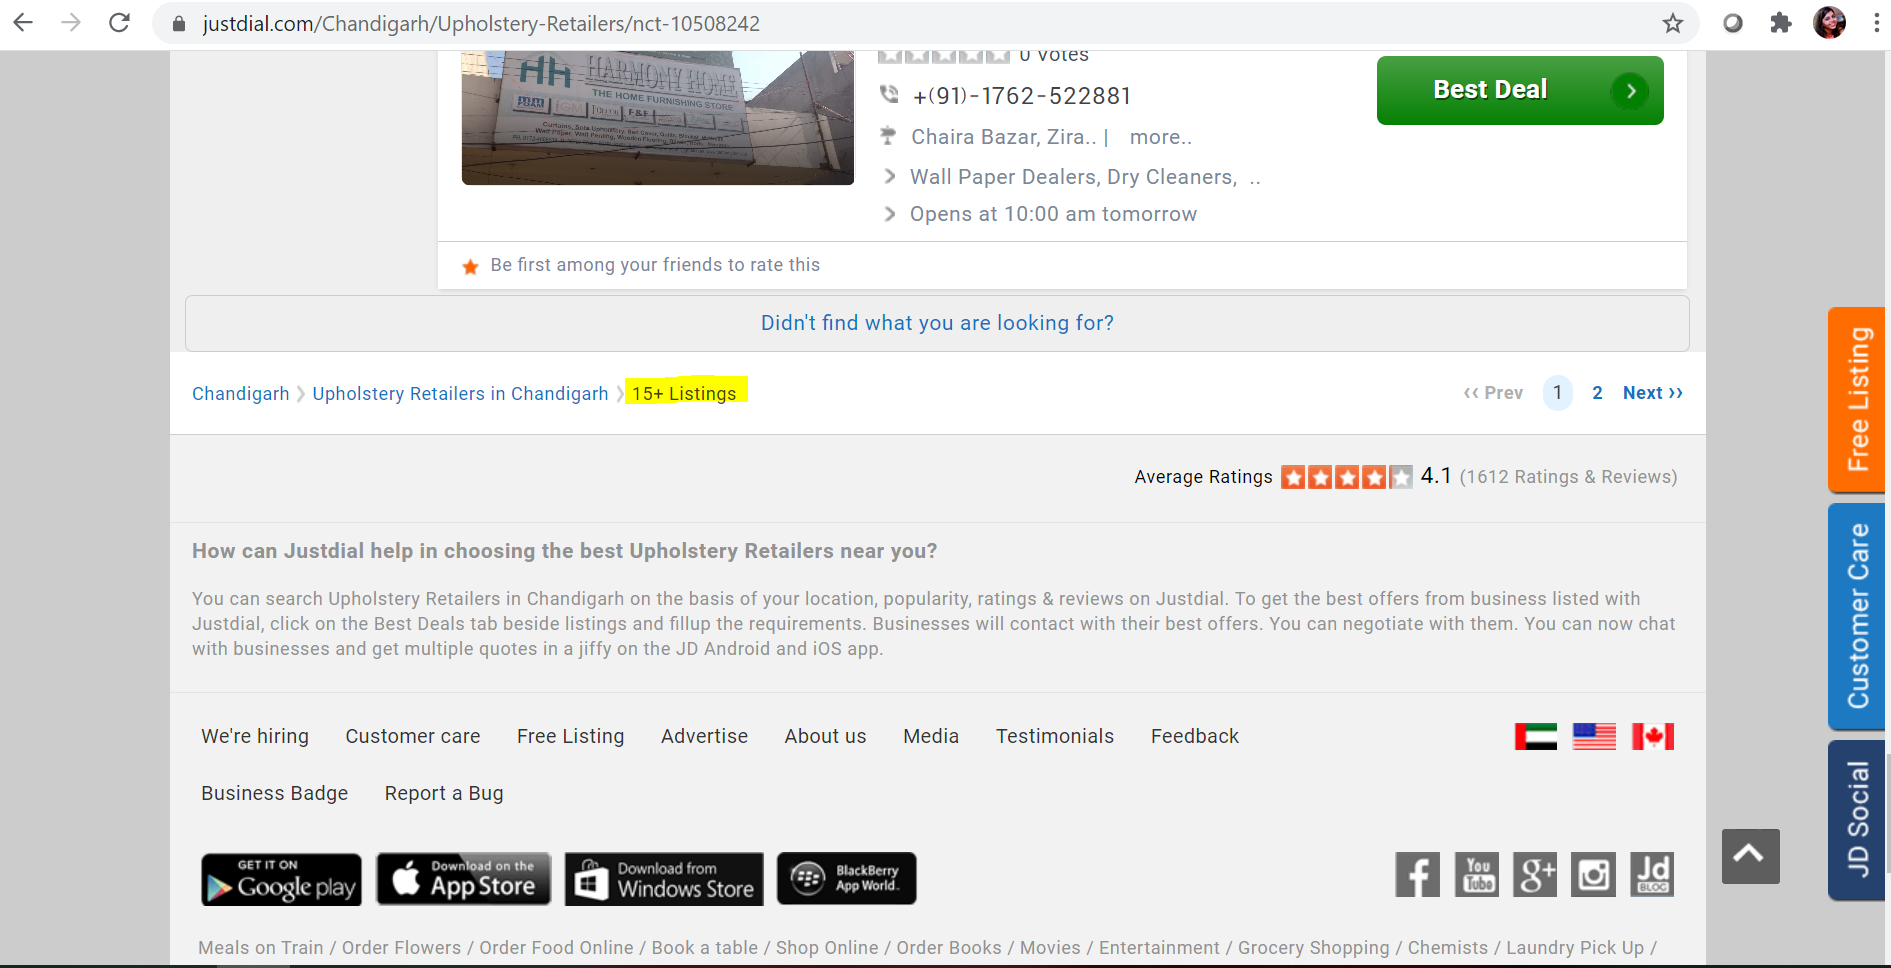 justdial.com/Chandigarh/Upholstery-Retailers/nct-10508242
HARMONY HOME
THE HOME FURNISHING STORE
0 Votes
+(91)-1762-522881
Chaira Bazar, Zira.. | more..
Wall Paper Dealers, Dry Cleaners, ..
Opens at 10:00 am tomorrow
Best Deal
Be first among your friends to rate this
Didn't find what you are looking for?
Chandigarh Upholstery Retailers in Chandigarh 15+ Listings
‹‹ Prev 1 2 Next ››
Average Ratings 4.1 (1612 Ratings & Reviews)
How can Justdial help in choosing the best Upholstery Retailers near you?
You can search Upholstery Retailers in Chandigarh on the basis of your location, popularity, ratings & reviews on Justdial. To get the best offers from business listed with
Justdial, click on the Best Deals tab beside listings and fillup the requirements. Businesses will contact with their best offers. You can negotiate with them. You can now chat
with businesses and get multiple quotes in a jiffy on the JD Android and iOS app.
We're hiring Customer care Free Listing Advertise About us Media Testimonials Feedback
Business Badge Report a Bug
GET IT ON
Google play
Download on the
App Store
Download from
Windows Store
BlackBerry
App World
f
You
Tube
g+
Jd
BLOG
Meals on Train / Order Flowers / Order Food Online / Book a table / Shop Online / Order Books / Movies / Entertainment / Grocery Shopping / Chemists / Laundry Pick Up /
Free Listing
Customer Care
JD Social